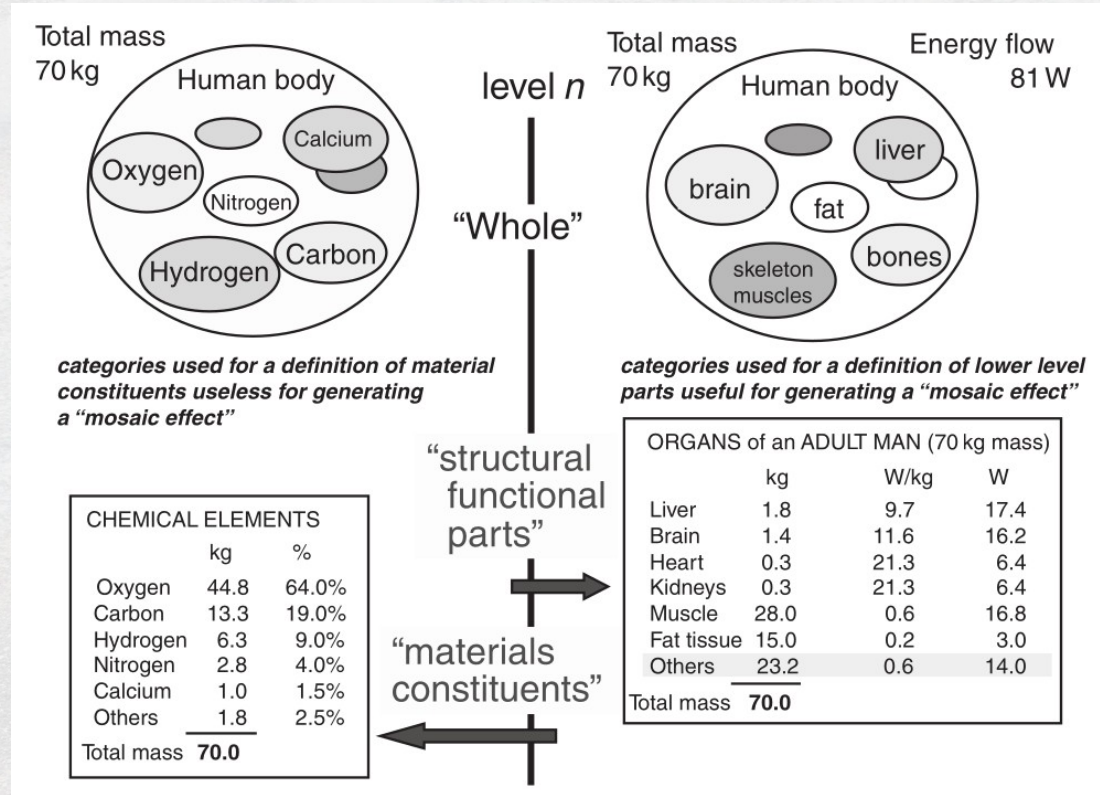 Total mass
70 kg
Human body
Calcium
Oxygen
Nitrogen
Carbon
Hydrogen
categories used for a definition of material
constituents useless for generating
a “mosaic effect”
level n
“Whole”
Total mass
70 kg
Energy flow
81 W
Human body
liver
brain
fat
bones
skeleton
muscles
categories used for a definition of lower level
parts useful for generating a “mosaic effect”
“structural
functional
parts”
“materials
constituents”
CHEMICAL ELEMENTS
kg %
Oxygen 44.8 64.0%
Carbon 13.3 19.0%
Hydrogen 6.3 9.0%
Nitrogen 2.8 4.0%
Calcium 1.0 1.5%
Others 1.8 2.5%
Total mass 70.0
ORGANS of an ADULT MAN (70 kg mass)
kg W/kg W
Liver 1.8 9.7 17.4
Brain 1.4 11.6 16.2
Heart 0.3 21.3 6.4
Kidneys 0.3 21.3 6.4
Muscle 28.0 0.6 16.8
Fat tissue 15.0 0.2 3.0
Others 23.2 0.6 14.0
Total mass 70.0